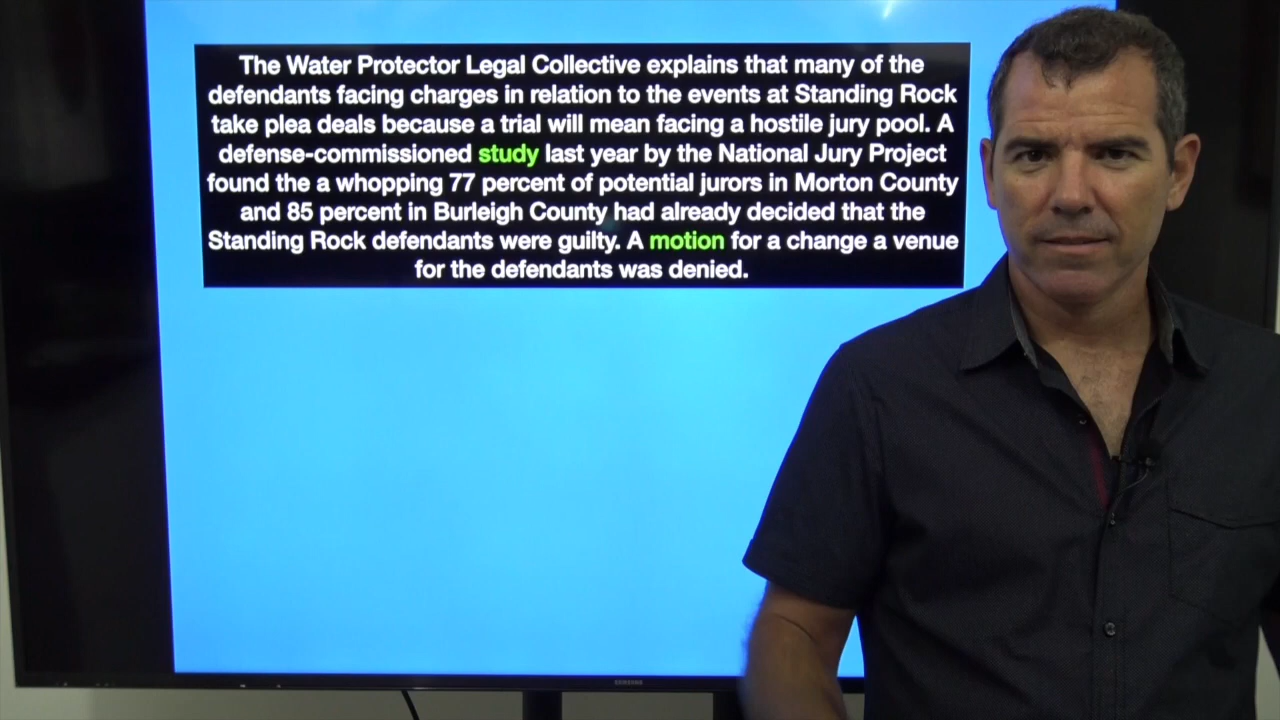 The Water Protector Legal Collective explains that many of the
defendants facing charges in relation to the events at Standing Rock
take plea deals because a trial will mean facing a hostile jury pool. A
defense-commissioned study last year by the National Jury Project
found the a whopping 77 percent of potential jurors in Morton County
and 85 percent in Burleigh County had already decided that the
Standing Rock defendants were guilty. A motion for a change a venue
for the defendants was denied.
SAMSUNG